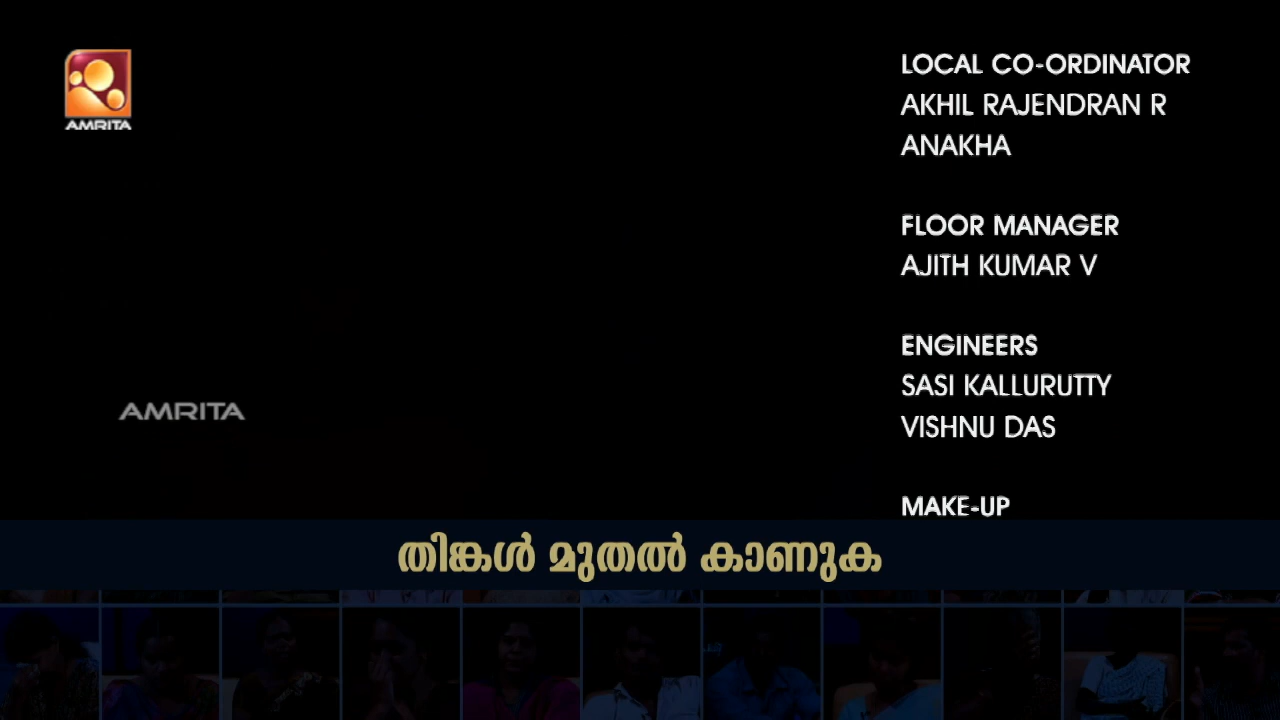 AMRITA
LOCAL CO-ORDINATOR
AKHIL RAJENDRAN R
ANAKHA
FLOOR MANAGER
AJITH KUMAR V
ENGINEERS
SASI KALLURUTTY
VISHNU DAS
AMRITA
MAKE-UP
തിങ്കൾ മുതൽ കാണുക